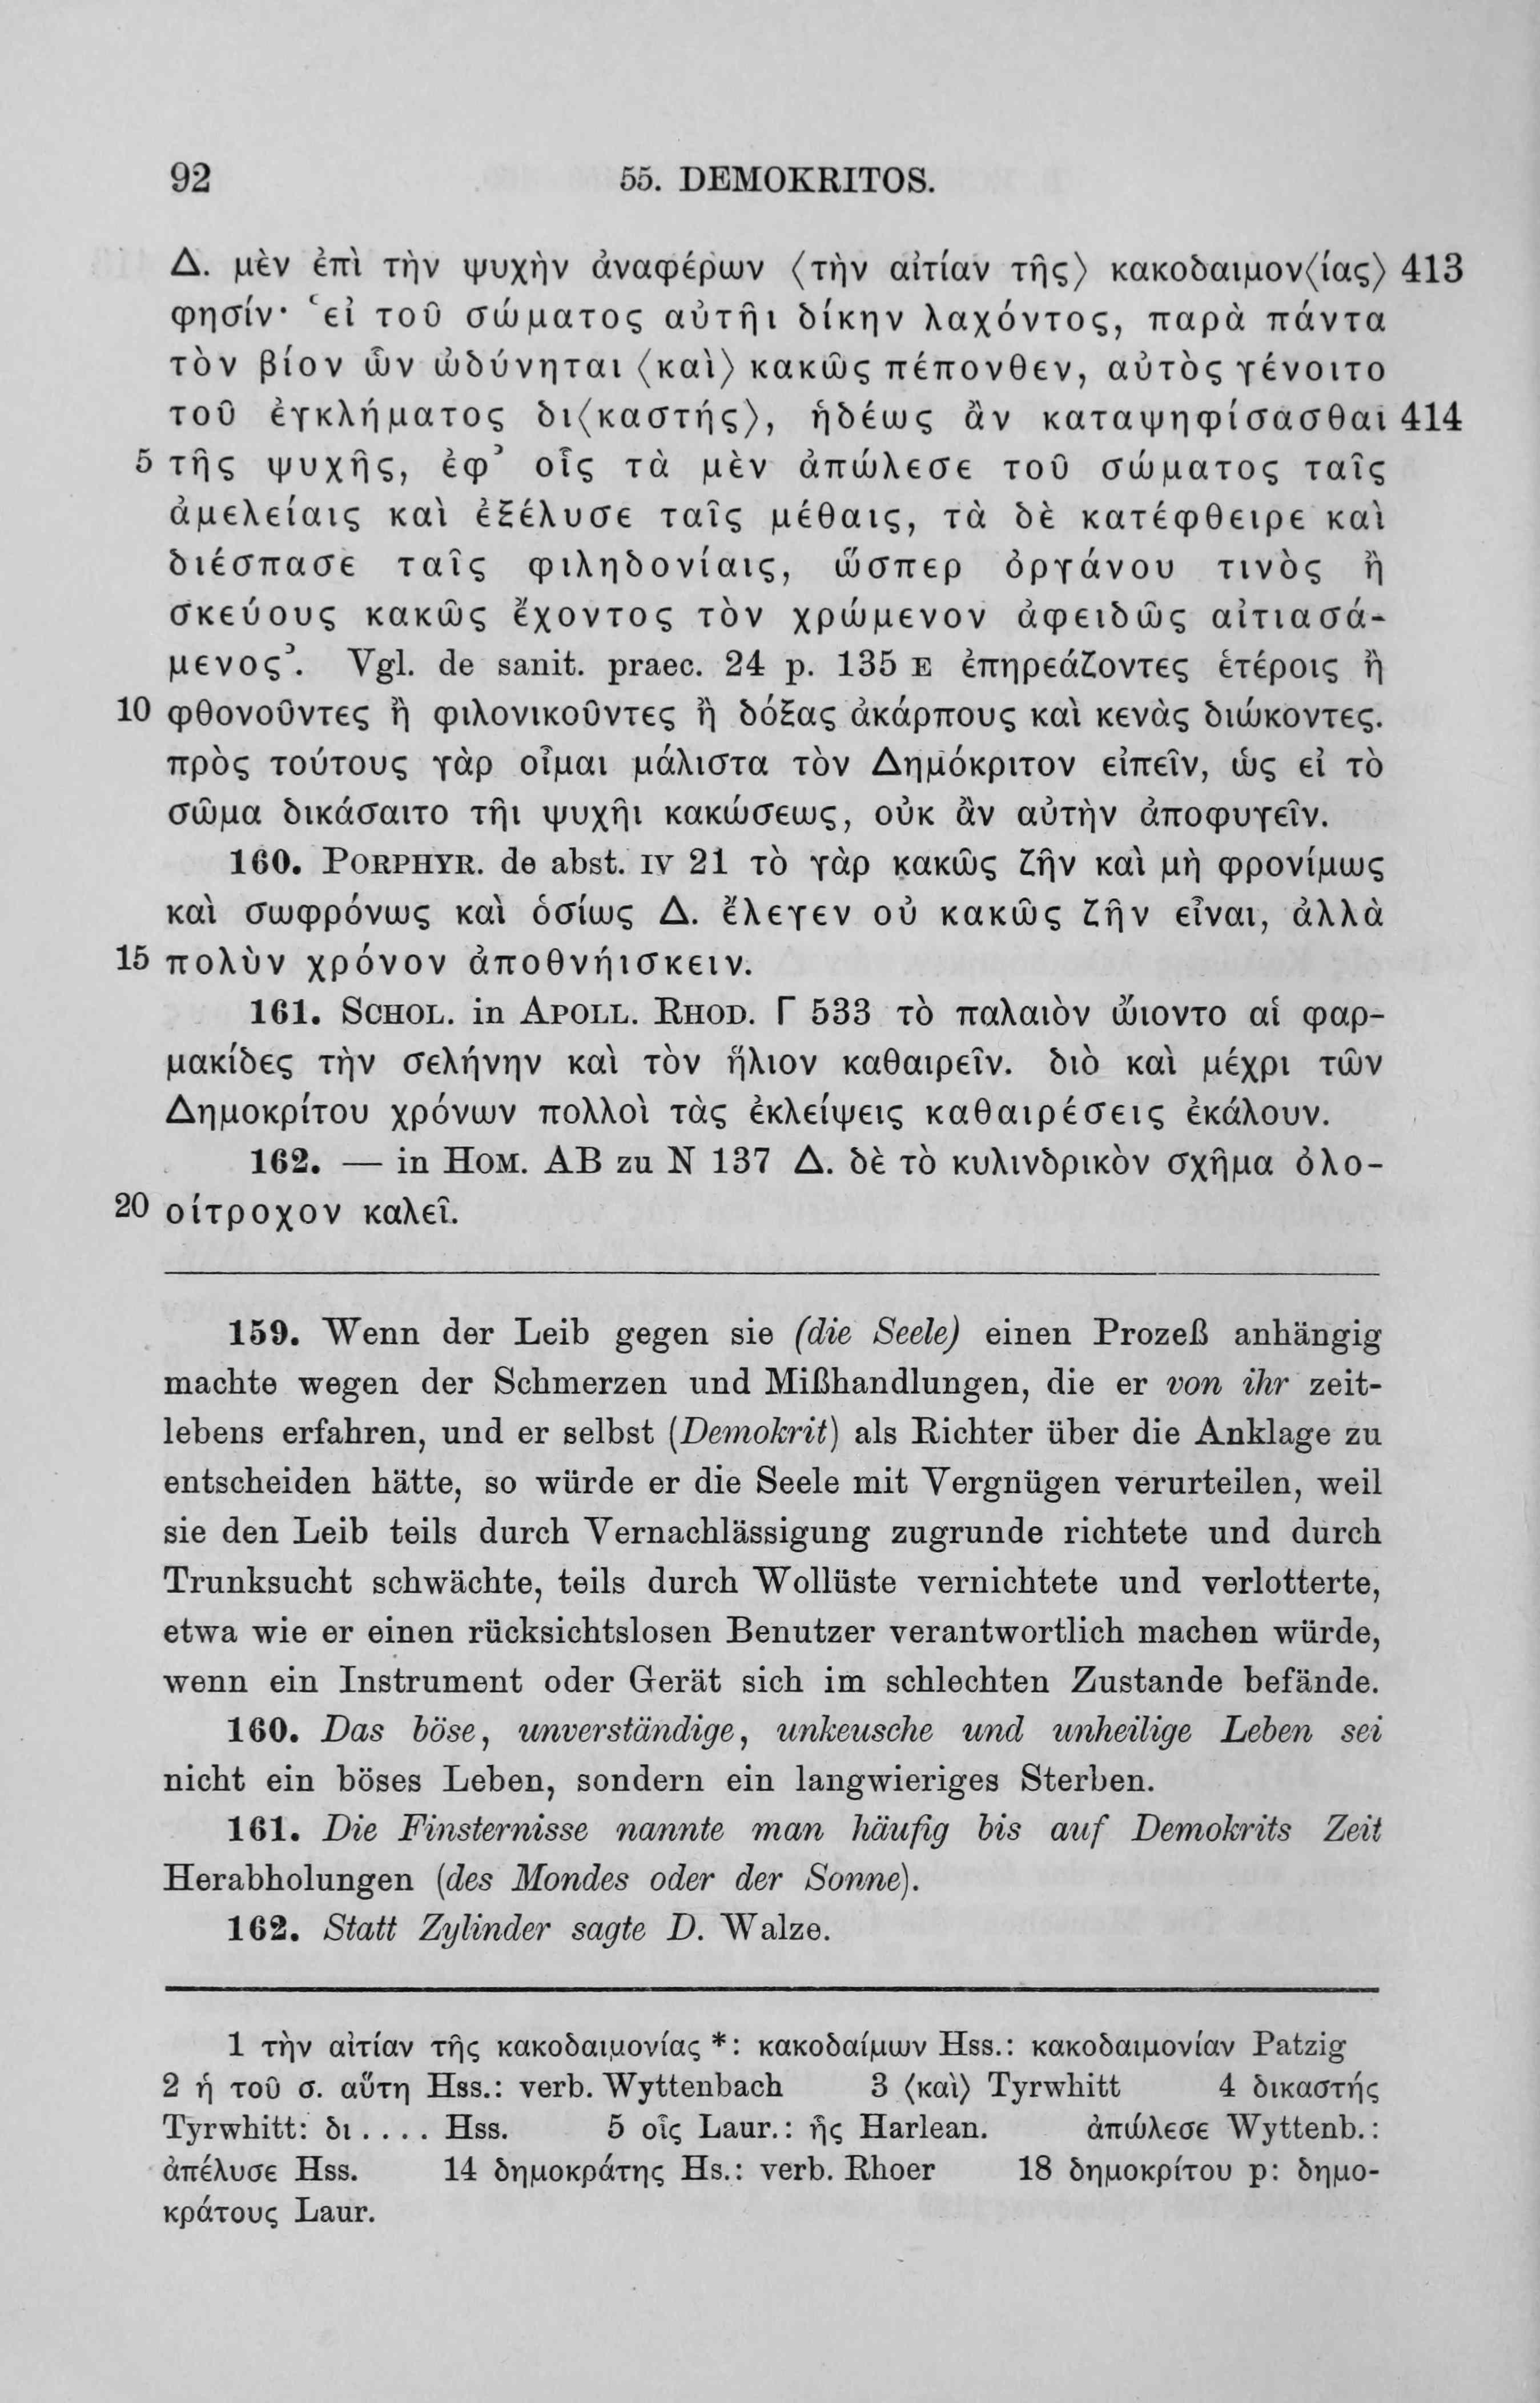 92 55. DEMOKRITOS.
Δ. μὲν ἐπὶ τὴν ψυχὴν ἀναφέρων ⟨τὴν αἰτίαν τῆς⟩ κακοδαιμον⟨ίας⟩ 413
φησίν· ʽεἰ τοῦ σώματος αὐτῆι δίκην λαχόντος, παρὰ πάντα
τὸν βίον ὧν ὠδύνηται ⟨καὶ⟩ κακῶς πέπονθεν, αὐτὸς γένοιτο
τοῦ ἐγκλήματος δι⟨καστής⟩, ἡδέως ἂν καταψηφίσασθαι 414
5 τῆς ψυχῆς, ἐφ᾽ οἷς τὰ μὲν ἀπώλεσε τοῦ σώματος ταῖς
ἀμελείαις καὶ ἐξέλυσε ταῖς μέθαις, τὰ δὲ κατέφθειρε καὶ
διέσπασε ταῖς φιληδονίαις, ὥσπερ ὀργάνου τινὸς ἢ
σκεύους κακῶς ἔχοντος τὸν χρώμενον ἀφειδῶς αἰτιασά-
μενος᾽. Vgl. de sanit. praec. 24 p. 135 E ἐπηρεάζοντες ἑτέροις ἢ
10 φθονοῦντες ἢ φιλονικοῦντες ἢ δόξας ἀκάρπους καὶ κενὰς διώκοντες.
πρὸς τούτους γὰρ οἶμαι μάλιστα τὸν Δημόκριτον εἰπεῖν, ὡς εἰ τὸ
σῶμα δικάσαιτο τῆι ψυχῆι κακώσεως, οὐκ ἂν αὐτὴν ἀποφυγεῖν.
160. PORPHYR. de abst. IV 21 τὸ γὰρ κακῶς ζῆν καὶ μὴ φρονίμως
καὶ σωφρόνως καὶ ὁσίως Δ. ἔλεγεν οὐ κακῶς ζῆν εἶναι, ἀλλὰ
15 πολὺν χρόνον ἀποθνήισκειν.
161. SCHOL. in APOLL. RHOD. Γ 533 τὸ παλαιὸν ὤιοντο αἱ φαρ-
μακίδες τὴν σελήνην καὶ τὸν ἥλιον καθαιρεῖν. διὸ καὶ μέχρι τῶν
Δημοκρίτου χρόνων πολλοὶ τὰς ἐκλείψεις καθαιρέσεις ἐκάλουν.
162. — in HOM. AB zu N 137 Δ. δὲ τὸ κυλινδρικὸν σχῆμα ὀλο-
20 οίτροχον καλεῖ.
159. Wenn der Leib gegen sie (die Seele) einen Prozeß anhängig
machte wegen der Schmerzen und Mißhandlungen, die er von ihr zeit-
lebens erfahren, und er selbst (Demokrit) als Richter über die Anklage zu
entscheiden hätte, so würde er die Seele mit Vergnügen verurteilen, weil
sie den Leib teils durch Vernachlässigung zugrunde richtete und durch
Trunksucht schwächte, teils durch Wollüste vernichtete und verlotterte,
etwa wie er einen rücksichtslosen Benutzer verantwortlich machen würde,
wenn ein Instrument oder Gerät sich im schlechten Zustande befände.
160. Das böse, unverständige, unkeusche und unheilige Leben sei
nicht ein böses Leben, sondern ein langwieriges Sterben.
161. Die Finsternisse nannte man häufig bis auf Demokrits Zeit
Herabholungen (des Mondes oder der Sonne).
162. Statt Zylinder sagte D. Walze.
1 τὴν αἰτίαν τῆς κακοδαιμονίας *: κακοδαίμων Hss.: κακοδαιμονίαν Patzig
2 ἡ τοῦ σ. αὕτη Hss.: verb. Wyttenbach 3 ⟨καὶ⟩ Tyrwhitt 4 δικαστής
Tyrwhitt: δι . . . . Hss. 5 οἷς Laur.: ἧς Harlean. ἀπώλεσε Wyttenb.:
ἀπέλυσε Hss. 14 δημοκράτης Hs.: verb. Rhoer 18 δημοκρίτου p: δημο-
κράτους Laur.